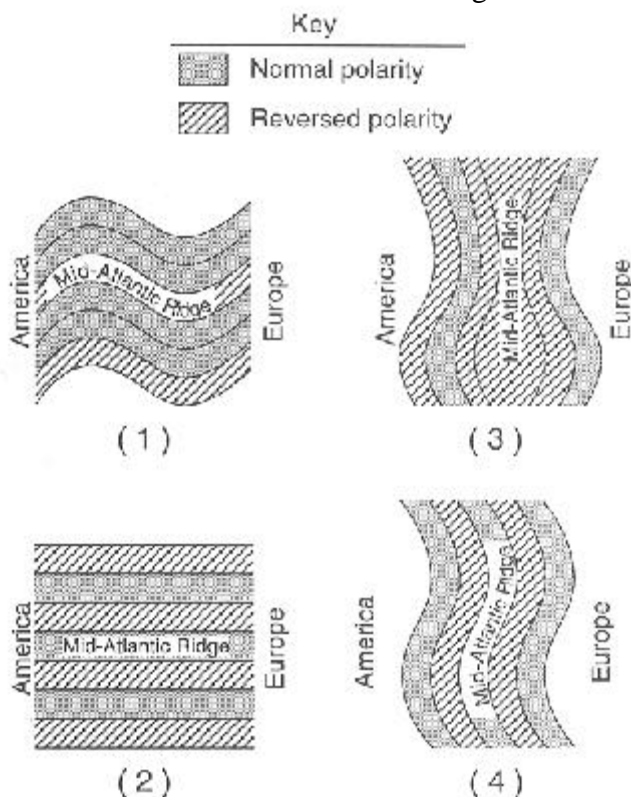 Key
Normal polarity
Reversed polarity
America
Mid-Atlantic Ridge
Europe
(1)
America
Mid-Atlantic Ridge
Europe
(3)
America
Mid-Atlantic Ridge
Europe
(2)
America
Mid-Atlantic Ridge
Europe
(4)